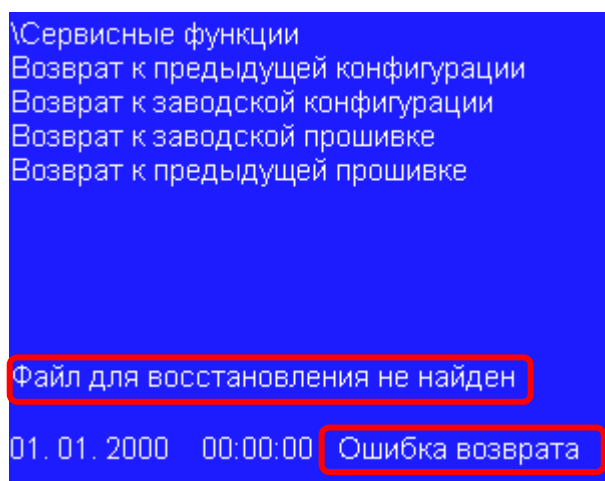 \Сервисные функции
Возврат к предыдущей конфигурации
Возврат к заводской конфигурации
Возврат к заводской прошивке
Возврат к предыдущей прошивке
Файл для восстановления не найден
01. 01. 2000 00:00:00 Ошибка возврата